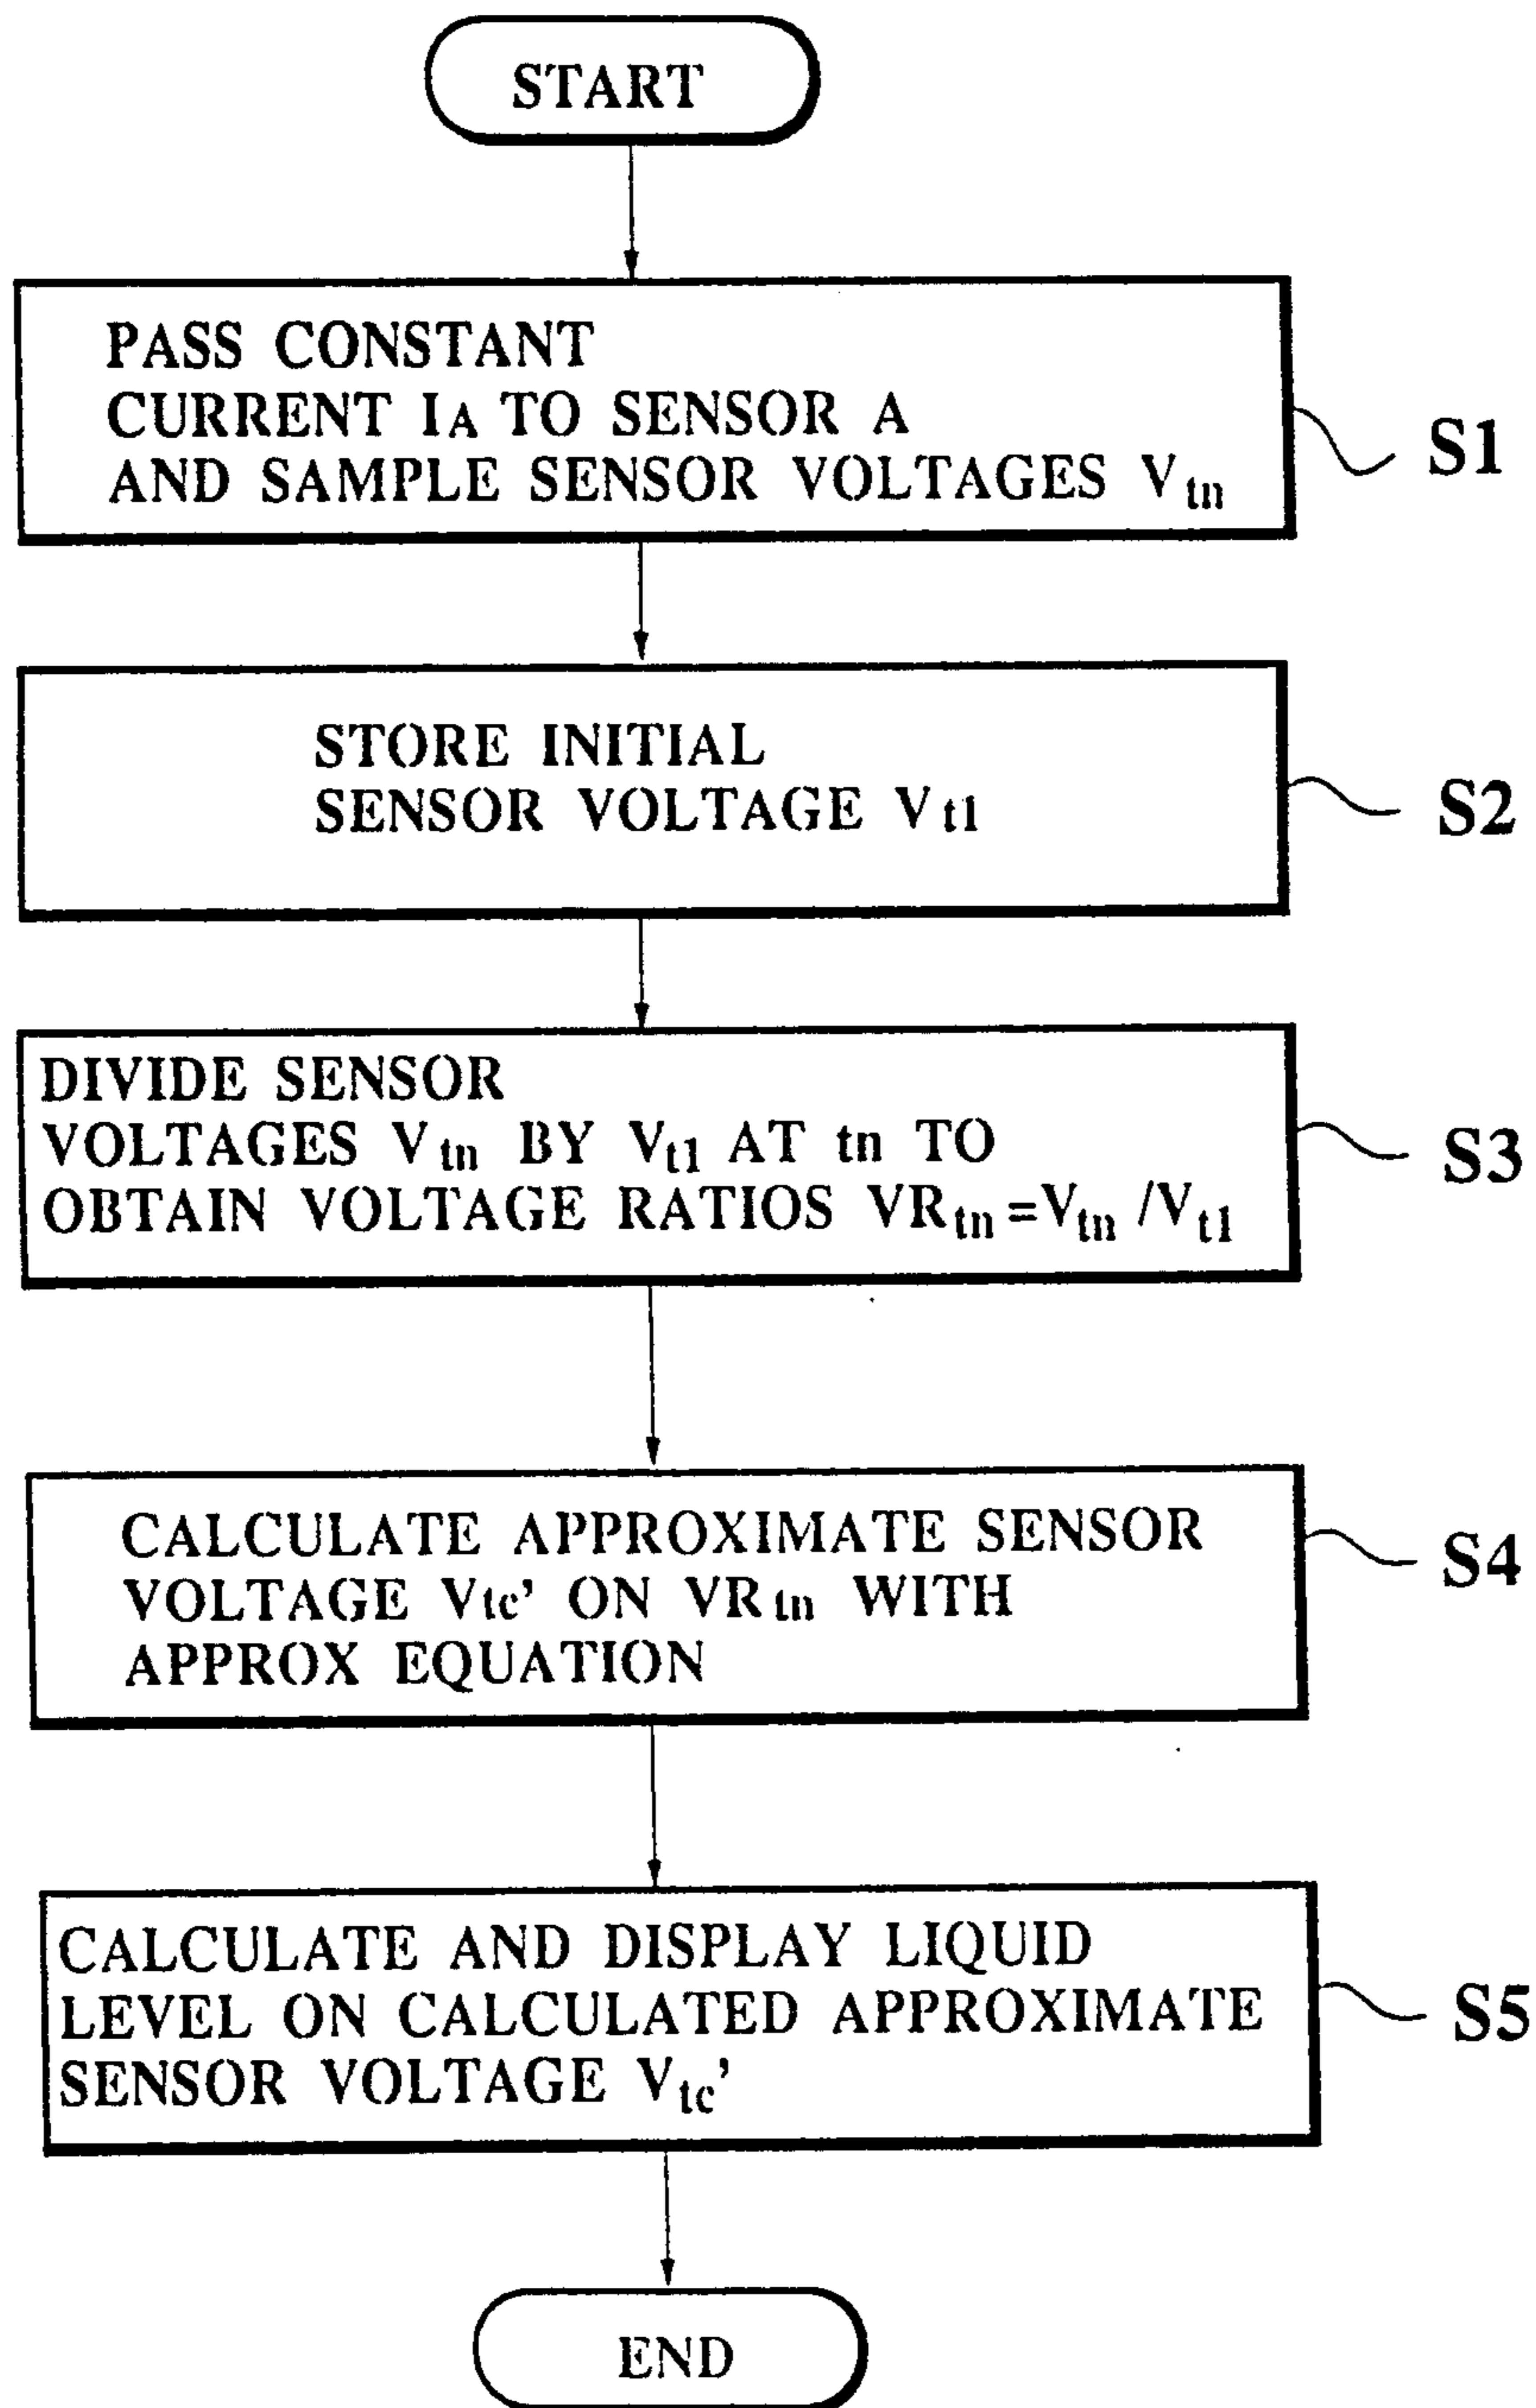 START
PASS CONSTANT
CURRENT IA TO SENSOR A
AND SAMPLE SENSOR VOLTAGES Vtn
S1
STORE INITIAL
SENSOR VOLTAGE Vt1
S2
DIVIDE SENSOR
VOLTAGES Vtn BY Vt1 AT tn TO
OBTAIN VOLTAGE RATIOS VRtn=Vtn /Vt1
S3
CALCULATE APPROXIMATE SENSOR
VOLTAGE Vtc' ON VRtn WITH
APPROX EQUATION
S4
CALCULATE AND DISPLAY LIQUID
LEVEL ON CALCULATED APPROXIMATE
SENSOR VOLTAGE Vtc'
S5
END